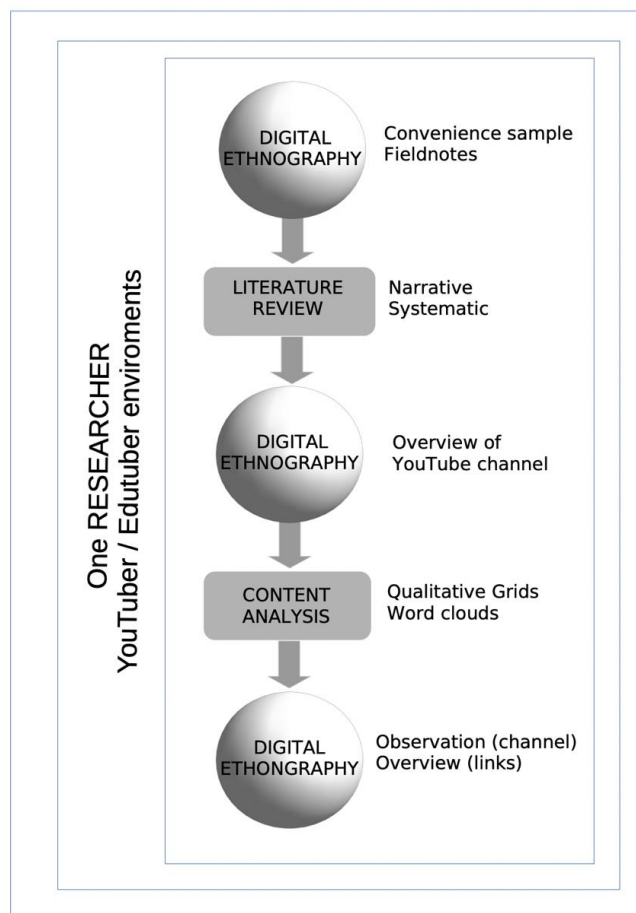 One RESEARCHER
YouTuber / Edutuber enviroments
DIGITAL
ETHNOGRAPHY
Convenience sample
Fieldnotes
LITERATURE
REVIEW
Narrative
Systematic
DIGITAL
ETHNOGRAPHY
Overview of
YouTube channel
CONTENT
ANALYSIS
Qualitative Grids
Word clouds
DIGITAL
ETHONGRAPHY
Observation (channel)
Overview (links)